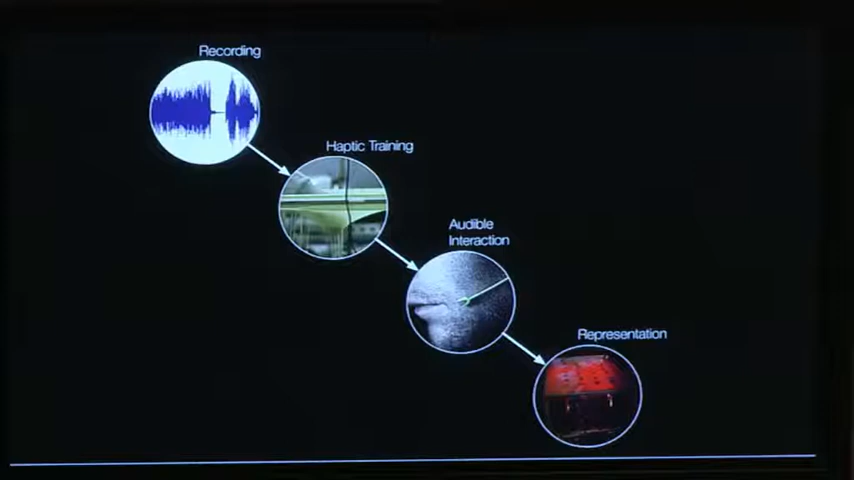 Recording
Haptic Training
Audible
Interaction
Representation